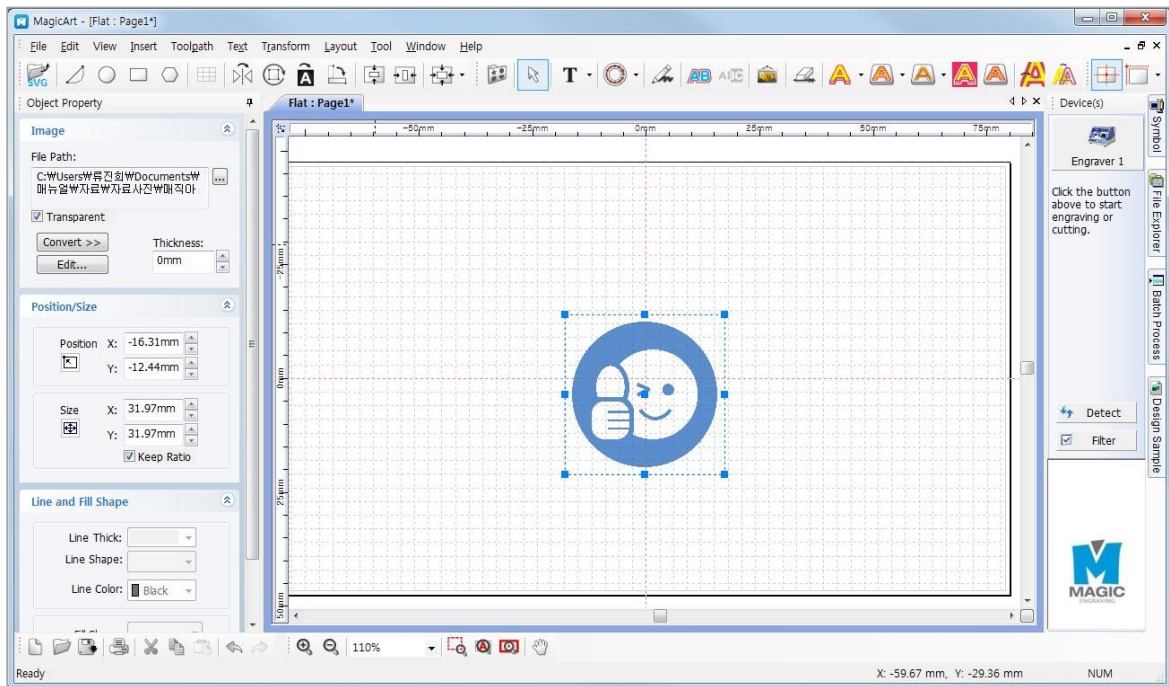 MagicArt - [Flat : Page1*]
File Edit View Insert Toolpath Text Transform Layout Tool Window Help
SVG A T AB ABC A A A A A A A
Object Property
Image
File Path:
C:₩Users₩류진희₩Documents₩
매뉴얼₩자료₩자료사진₩매직아
...
Transparent
Convert >>
Thickness:
Edit...
0mm
Position/Size
Position X: -16.31mm
Y: -12.44mm
Size X: 31.97mm
Y: 31.97mm
Keep Ratio
Line and Fill Shape
Line Thick:
Line Shape:
Line Color: Black
Flat : Page1*
-50mm -25mm 0mm 25mm 50mm 75mm
-25mm
0mm
25mm
50mm
Device(s)
Engraver 1
Click the button
above to start
engraving or
cutting.
Detect
Filter
M
MAGIC
ENGRAVING
Symbol
File Explorer
Batch Process
Design Sample
110%
Ready
X: -59.67 mm, Y: -29.36 mm
NUM